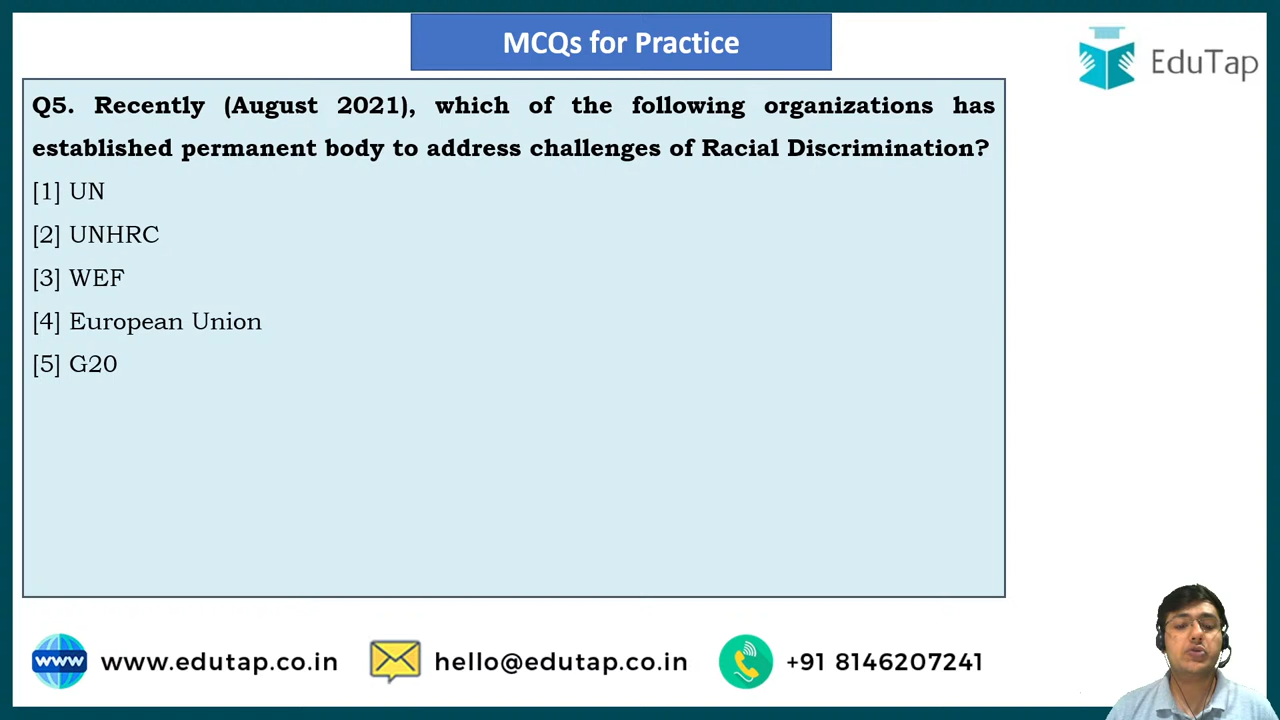 MCQs for Practice
EduTap
Q5. Recently (August 2021), which of the following organizations has
established permanent body to address challenges of Racial Discrimination?
[1] UN
[2] UNHRC
[3] WEF
[4] European Union
[5] G20
www www.edutap.co.in hello@edutap.co.in +91 8146207241